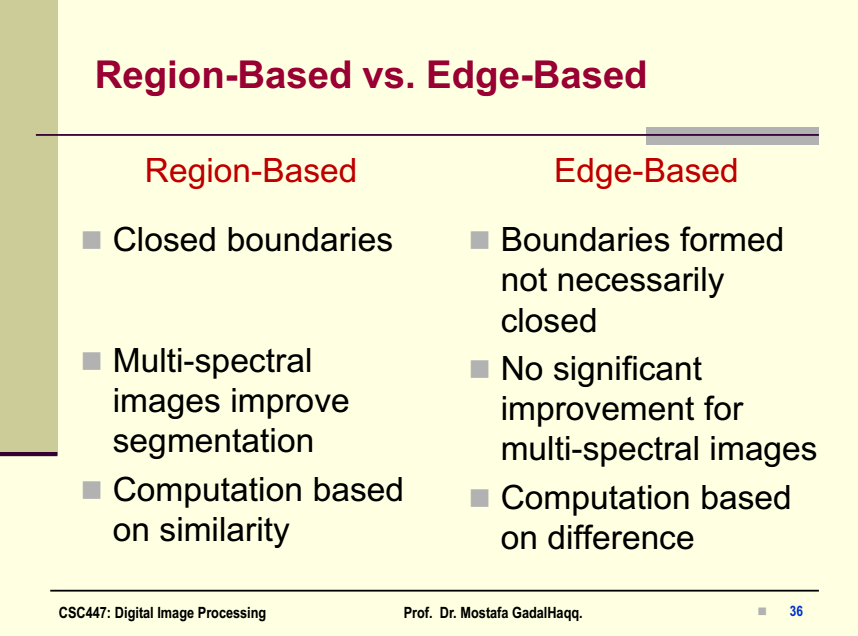 Region-Based vs. Edge-Based
Region-Based
Closed boundaries
Multi-spectral
images improve
segmentation
Computation based
on similarity
Edge-Based
Boundaries formed
not necessarily
closed
No significant
improvement for
multi-spectral images
Computation based
on difference
CSC447: Digital Image Processing
Prof. Dr. Mostafa GadalHaqq.
36